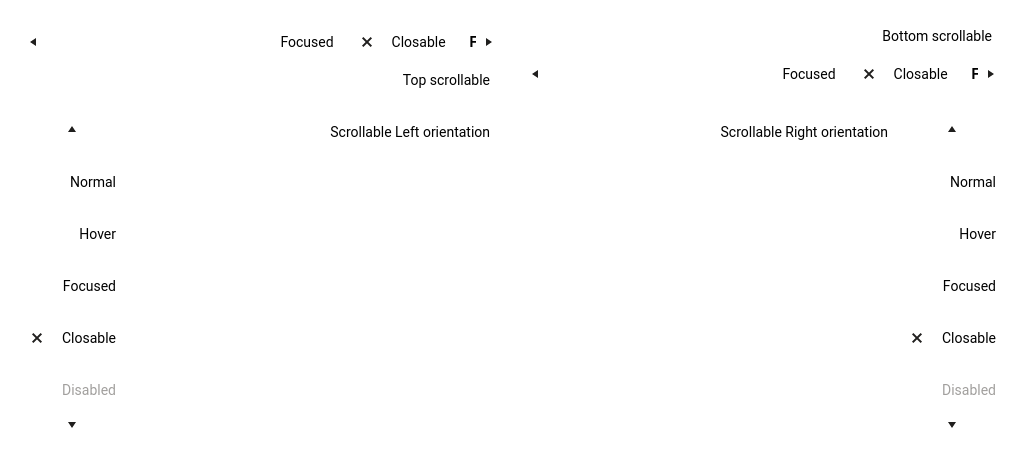 Focused Closable F
Top scrollable
Bottom scrollable
Focused Closable F
Scrollable Left orientation
Normal
Hover
Focused
Closable
Disabled
Scrollable Right orientation
Normal
Hover
Focused
Closable
Disabled